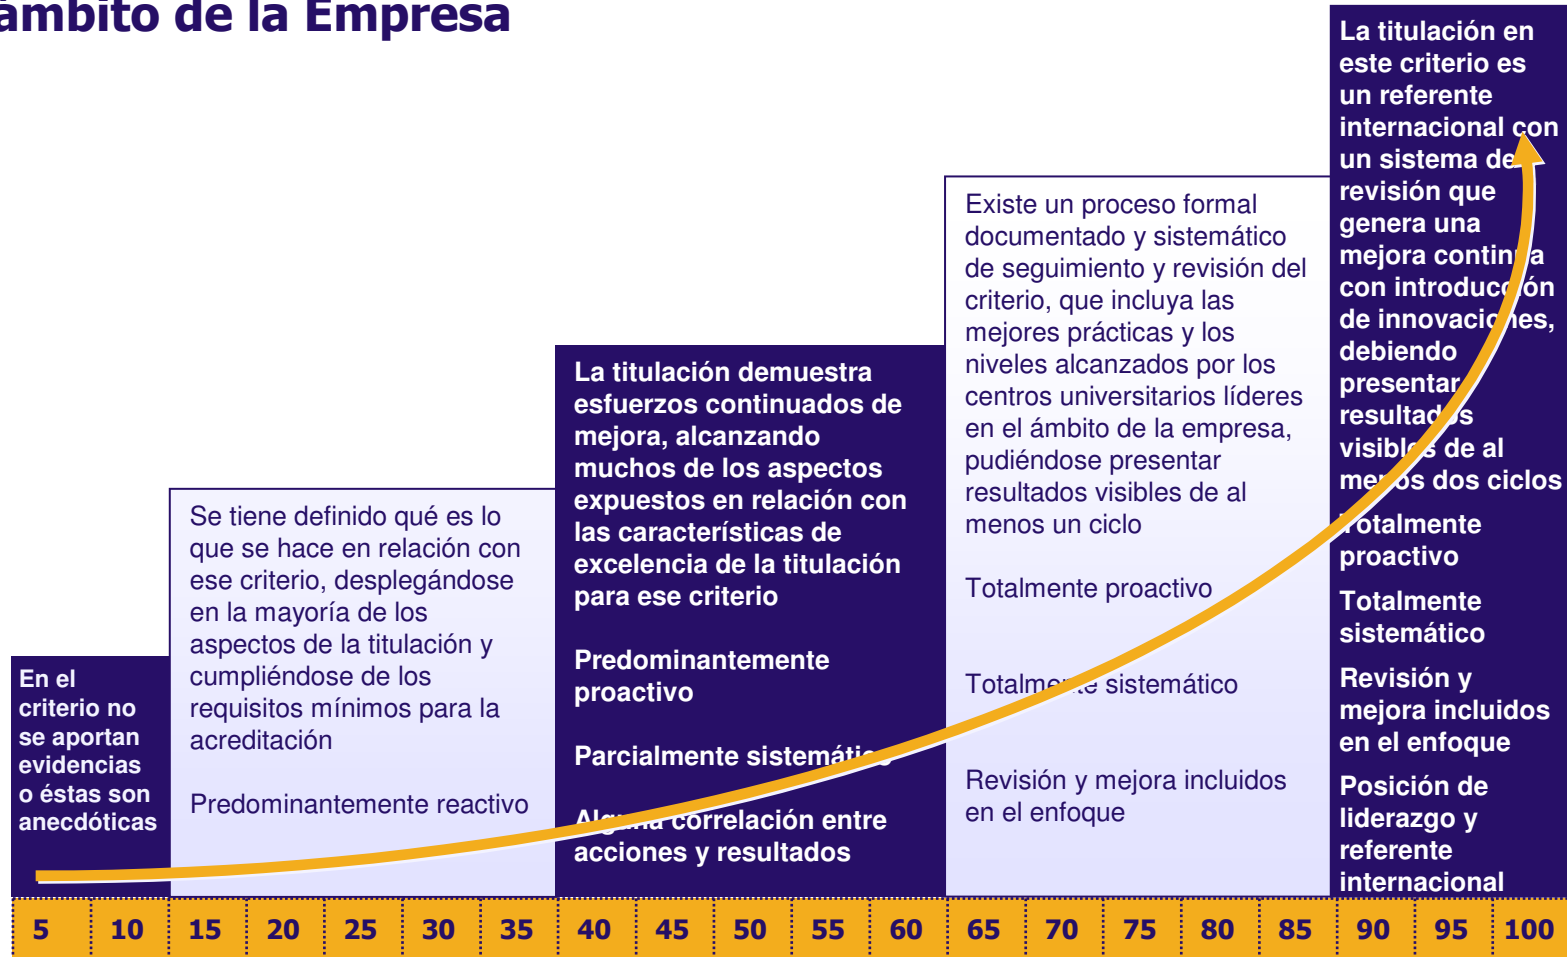 ámbito de la Empresa
En el
criterio no
se aportan
evidencias
o éstas son
anecdóticas
Se tiene definido qué es lo
que se hace en relación con
ese criterio, desplegándose
en la mayoría de los
aspectos de la titulación y
cumpliéndose de los
requisitos mínimos para la
acreditación
Predominantemente reactivo
La titulación demuestra
esfuerzos continuados de
mejora, alcanzando
muchos de los aspectos
expuestos en relación con
las características de
excelencia de la titulación
para ese criterio
Predominantemente
proactivo
Parcialmente sistemático
Alguna correlación entre
acciones y resultados
Existe un proceso formal
documentado y sistemático
de seguimiento y revisión del
criterio, que incluya las
mejores prácticas y los
niveles alcanzados por los
centros universitarios líderes
en el ámbito de la empresa,
pudiéndose presentar
resultados visibles de al
menos un ciclo
Totalmente proactivo
Totalmente sistemático
Revisión y mejora incluidos
en el enfoque
La titulación en
este criterio es
un referente
internacional con
un sistema de
revisión que
genera una
mejora continua
con introducción
de innovaciones,
debiendo
presentar
resultados
visibles de al
menos dos ciclos
Totalmente
proactivo
Totalmente
sistemático
Revisión y
mejora incluidos
en el enfoque
Posición de
liderazgo y
referente
internacional
5 10 15 20 25 30 35 40 45 50 55 60 65 70 75 80 85 90 95 100